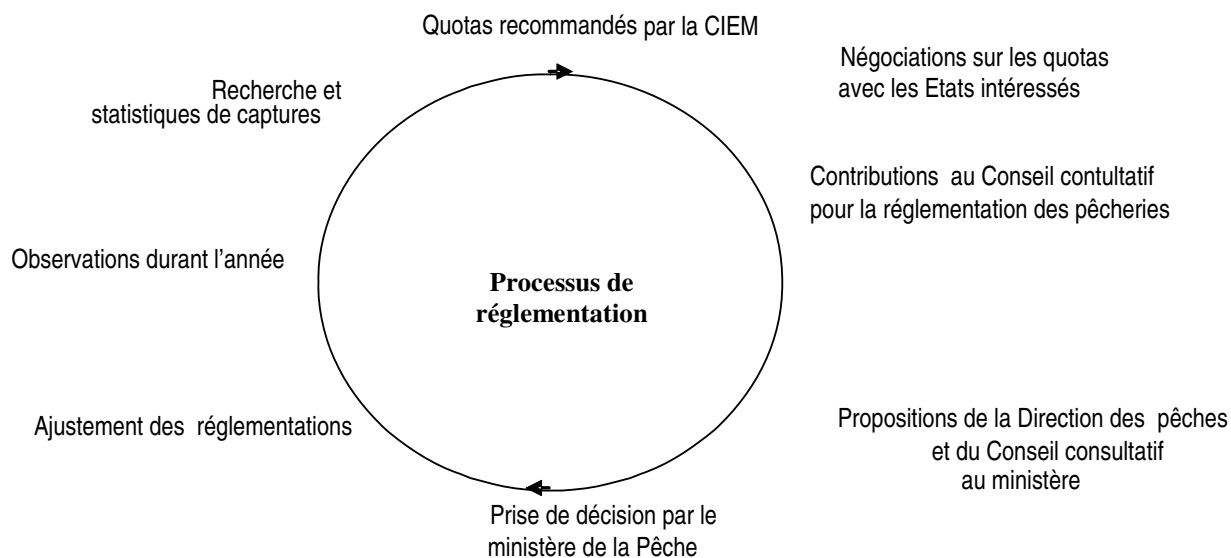 Quotas recommandés par la CIEM
Négociations sur les quotas
avec les Etats intéressés
Contributions au Conseil contultatif
pour la réglementation des pêcheries
Propositions de la Direction des pêches
et du Conseil consultatif
au ministère
Prise de décision par le
ministère de la Pêche
Ajustement des réglementations
Observations durant l'année
Recherche et
statistiques de captures
Processus de
réglementation